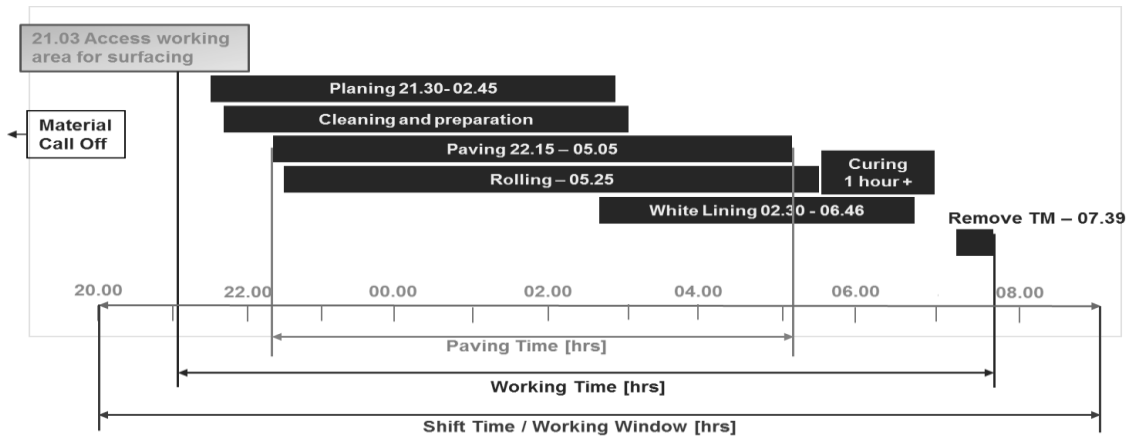 21.03 Access working
area for surfacing
Planing 21.30- 02.45
Material
Call Off
Cleaning and preparation
Paving 22.15 – 05.05
Curing
1 hour +
Rolling – 05.25
White Lining 02.30 - 06.46
Remove TM – 07.39
20.00 22.00 00.00 02.00 04.00 06.00 08.00
Paving Time [hrs]
Working Time [hrs]
Shift Time / Working Window [hrs]